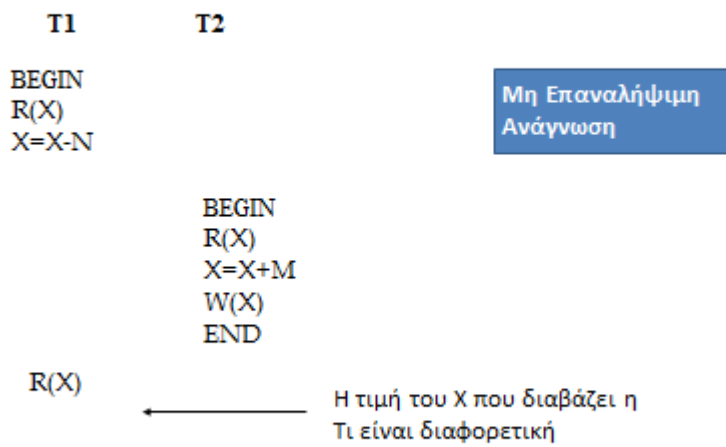 T1 T2
BEGIN
R(X)
X=X-N
Μη Επαναλήψιμη
Ανάγνωση
BEGIN
R(X)
X=X+M
W(X)
END
R(X)
Η τιμή του Χ που διαβάζει η
Τι είναι διαφορετική